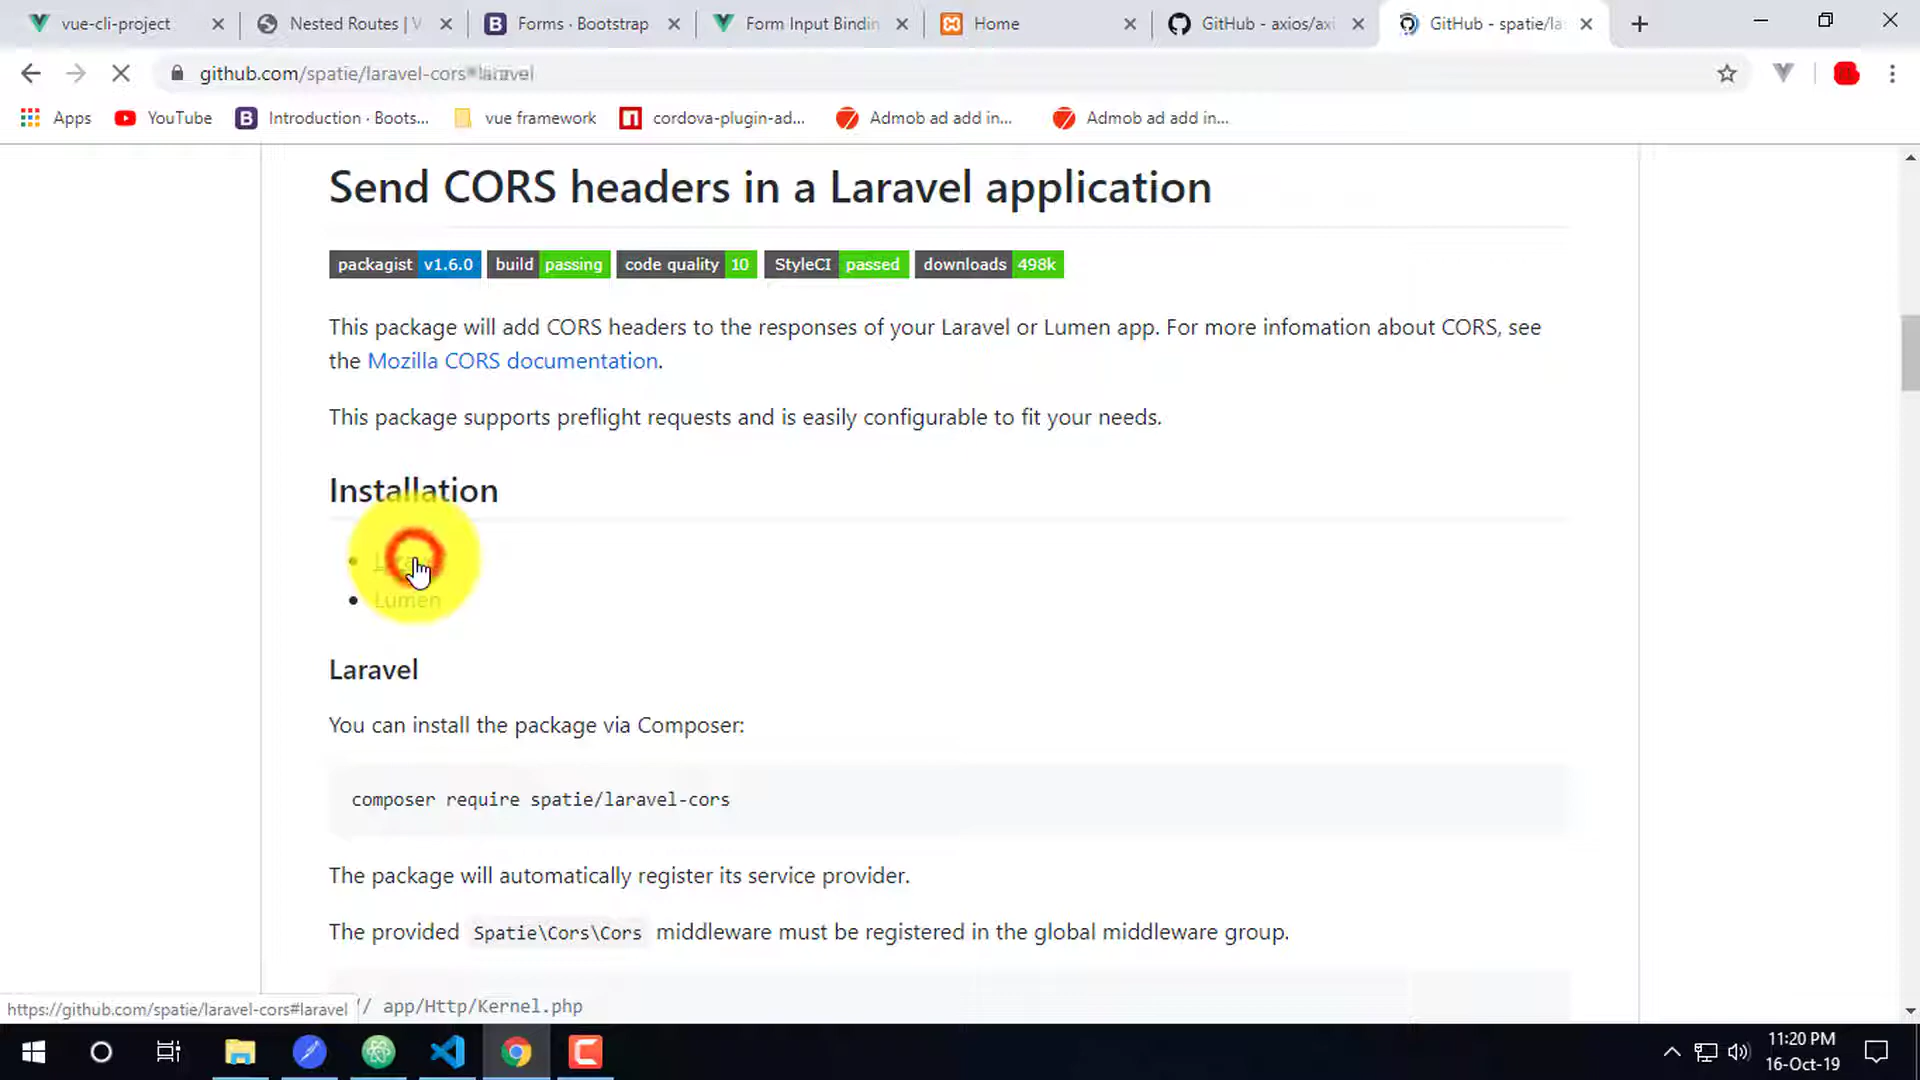 vue-cli-project
Nested Routes | V
Forms · Bootstrap
Form Input Bindin
Home
GitHub - axios/axi
GitHub - spatie/la
github.com/spatie/laravel-cors#laravel
Apps
YouTube
Introduction · Boots...
vue framework
cordova-plugin-ad...
Admob ad add in...
Admob ad add in...
Send CORS headers in a Laravel application
packagist v1.6.0 build passing code quality 10 StyleCI passed downloads 498k
This package will add CORS headers to the responses of your Laravel or Lumen app. For more infomation about CORS, see
the Mozilla CORS documentation.
This package supports preflight requests and is easily configurable to fit your needs.
Installation
Lumen
Laravel
You can install the package via Composer:
composer require spatie/laravel-cors
The package will automatically register its service provider.
The provided Spatie\Cors\Cors middleware must be registered in the global middleware group.
// app/Http/Kernel.php
https://github.com/spatie/laravel-cors#laravel
11:20 PM
16-Oct-19